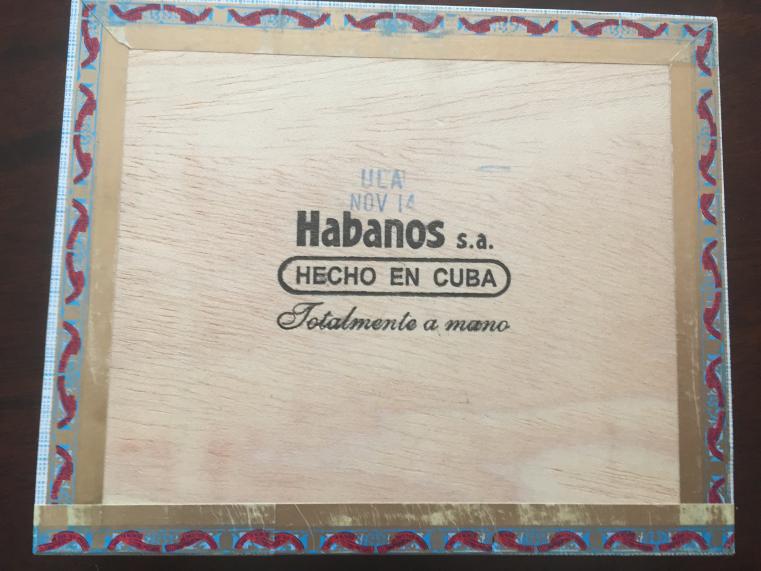 ULA
NOV 14
Habanos s.a.
HECHO EN CUBA
Totalmente a mano